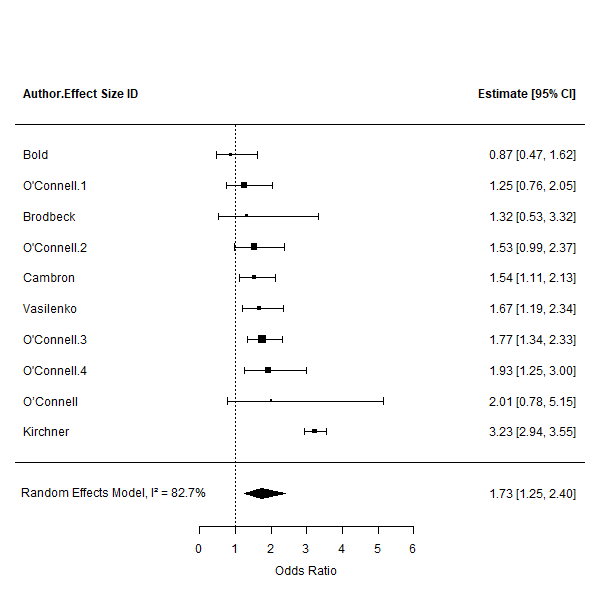 Author.Effect Size ID Estimate [95% CI]
Bold 0.87 [0.47, 1.62]
O'Connell.1 1.25 [0.76, 2.05]
Brodbeck 1.32 [0.53, 3.32]
O'Connell.2 1.53 [0.99, 2.37]
Cambron 1.54 [1.11, 2.13]
Vasilenko 1.67 [1.19, 2.34]
O'Connell.3 1.77 [1.34, 2.33]
O'Connell.4 1.93 [1.25, 3.00]
O'Connell 2.01 [0.78, 5.15]
Kirchner 3.23 [2.94, 3.55]
Random Effects Model, I² = 82.7% 1.73 [1.25, 2.40]
0 1 2 3 4 5 6
Odds Ratio